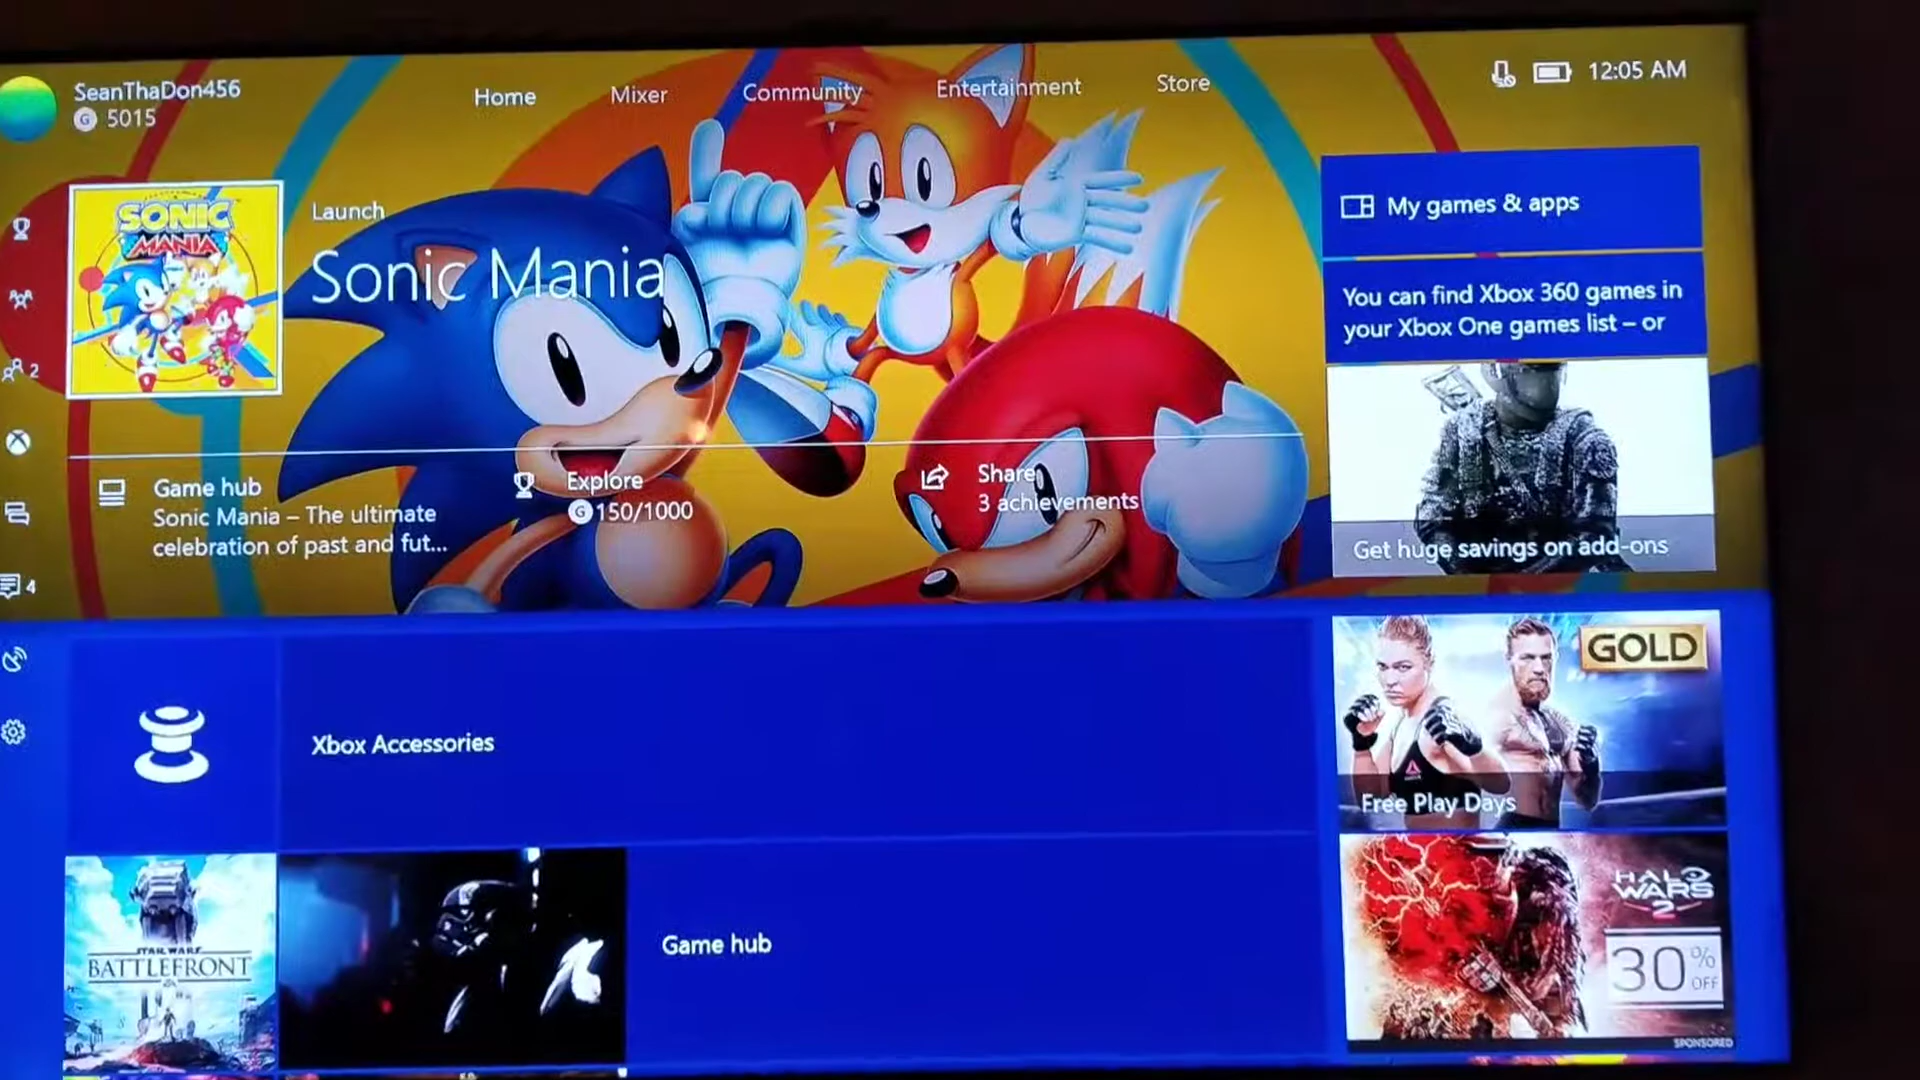 SeanThaDon456
G 5015
Home
Mixer
Community
Entertainment
Store
12:05 AM
SONIC
MANIA
Launch
Sonic Mania
Game hub
Sonic Mania – The ultimate
celebration of past and fut...
Explore
G 150/1000
Share
3 achievements
2
4
My games & apps
You can find Xbox 360 games in
your Xbox One games list – or
Get huge savings on add-ons
Xbox Accessories
GOLD
Free Play Days
STAR WARS
BATTLEFRONT
Game hub
HALO
WARS
2
30% OFF
SPONSORED